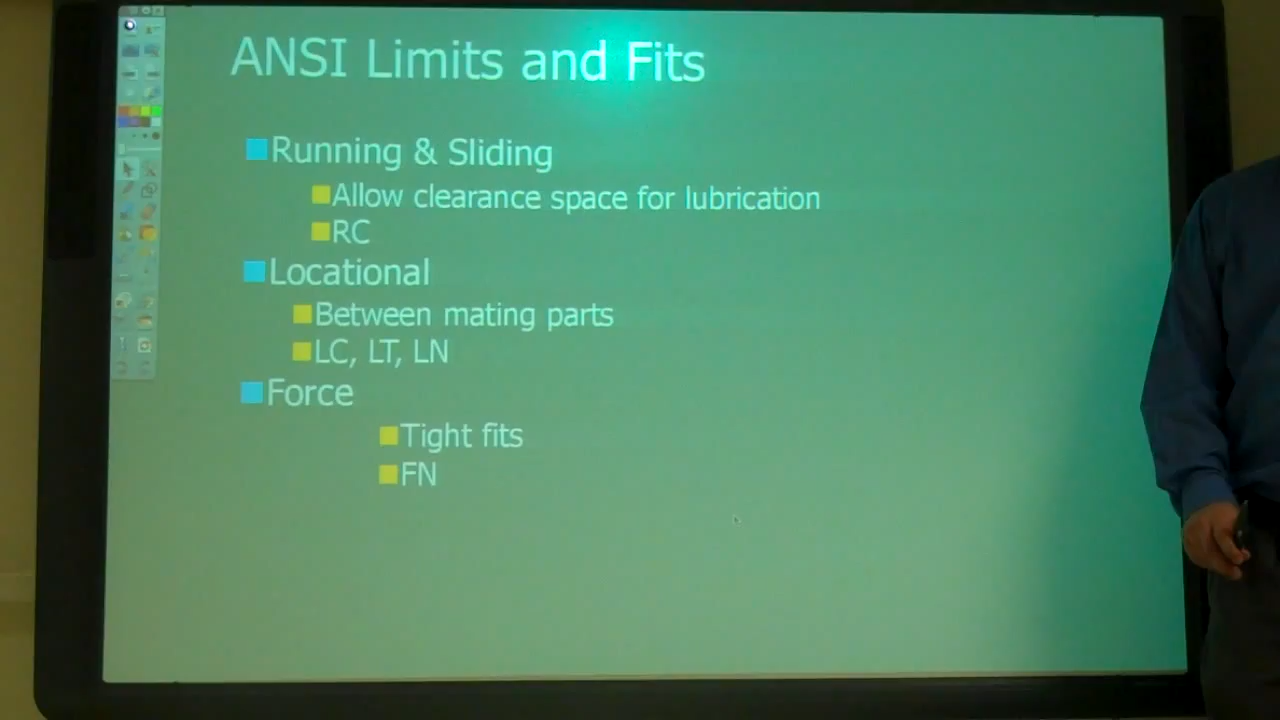 ANSI Limits and Fits
Running & Sliding
Allow clearance space for lubrication
RC
Locational
Between mating parts
LC, LT, LN
Force
Tight fits
FN